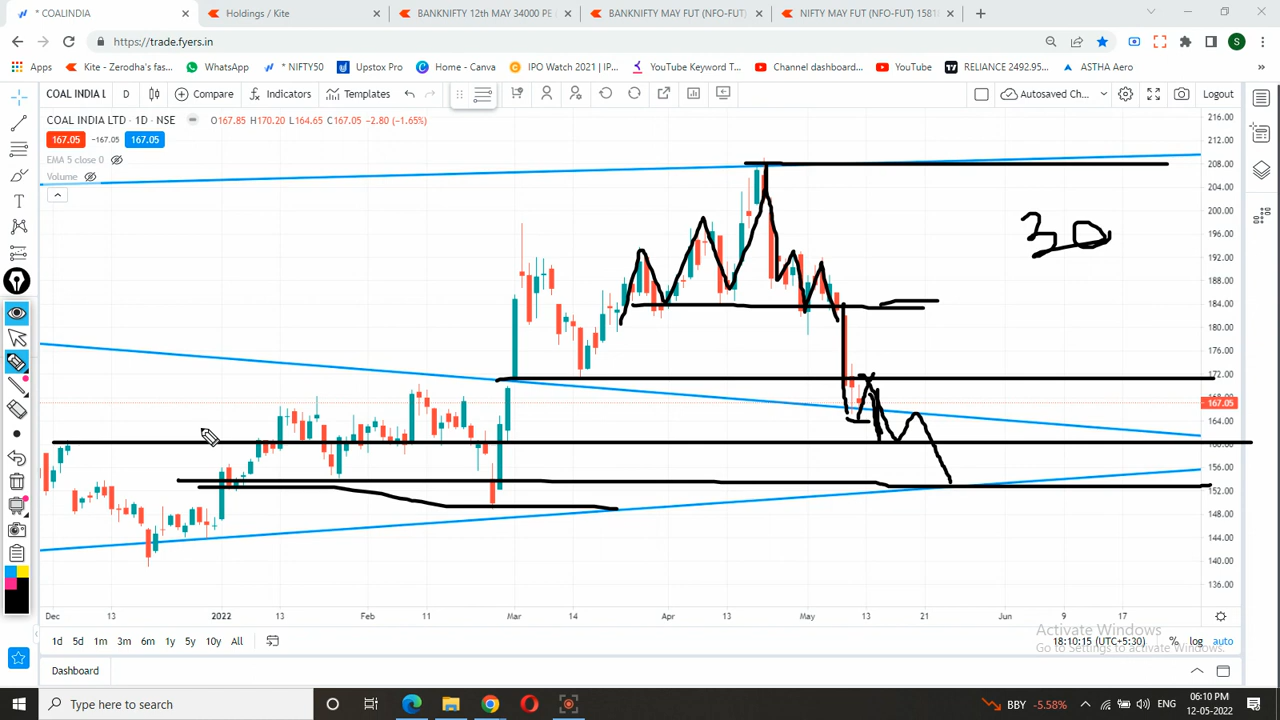 * COALINDIA
Holdings / Kite
BANKNIFTY 12th MAY 34000 PE
BANKNIFTY MAY FUT (NFO-FUT)
NIFTY MAY FUT (NFO-FUT) 1581
https://trade.fyers.in
S
Apps
Kite - Zerodha's fas...
WhatsApp
* NIFTY50
Upstox Pro
Home - Canva
IPO Watch 2021 | IP...
YouTube Keyword T...
Channel dashboard...
YouTube
RELIANCE 2492.95...
ASTHA Aero
COAL INDIA L
D
Compare
Indicators
Templates
Autosaved Ch...
Logout
COAL INDIA LTD · 1D · NSE
O167.85 H170.20 L164.65 C167.05 −2.80 (−1.65%)
167.05
−167.05
167.05
EMA 5 close 0
Volume
30
216.00
212.00
208.00
204.00
200.00
196.00
192.00
188.00
184.00
180.00
176.00
172.00
167.05
164.00
160.00
156.00
152.00
148.00
144.00
140.00
136.00
Dec
13
2022
13
Feb
11
Mar
14
Apr
13
May
13
21
Jun
9
17
1d
5d
1m
3m
6m
1y
5y
10y
All
18:10:15 (UTC+5:30)
%
log
auto
Activate Windows
Go to Settings to activate Windows.
Dashboard
Type here to search
BBY -5.58%
ENG
06:10 PM
12-05-2022